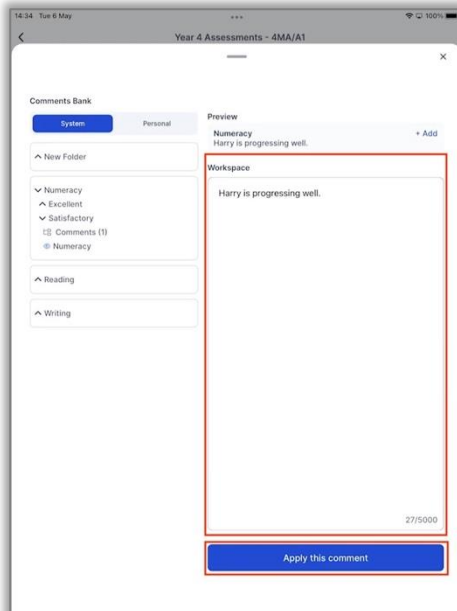 14:34 Tue 6 May
100%
Year 4 Assessments - 4MA/A1
Comments Bank
System
Personal
New Folder
Numeracy
Excellent
Satisfactory
Comments (1)
Numeracy
Reading
Writing
Preview
Numeracy
+ Add
Harry is progressing well.
Workspace
Harry is progressing well.
27/5000
Apply this comment